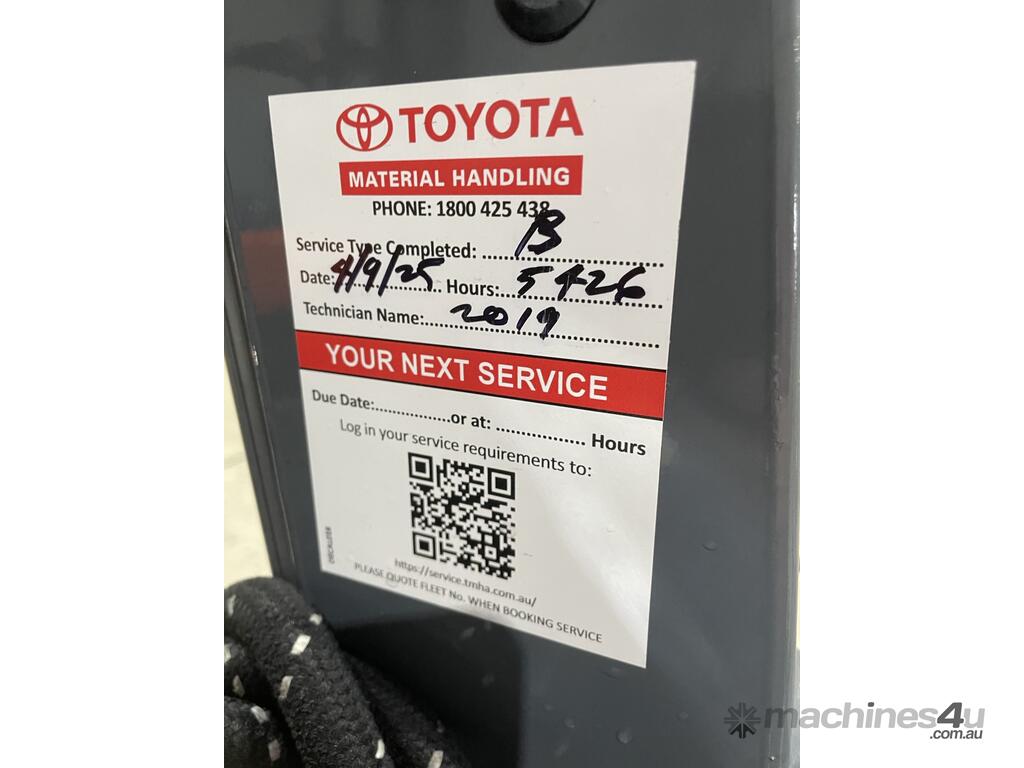 TOYOTA
MATERIAL HANDLING
PHONE: 1800 425 438
Service Type Completed: B
Date: 4/9/25 Hours: 5426
Technician Name: 2019
YOUR NEXT SERVICE
Due Date:.................or at: ................. Hours
Log in your service requirements to:
https://service.tmha.com.au/
PLEASE QUOTE FLEET No. WHEN BOOKING SERVICE
machines4u
.com.au